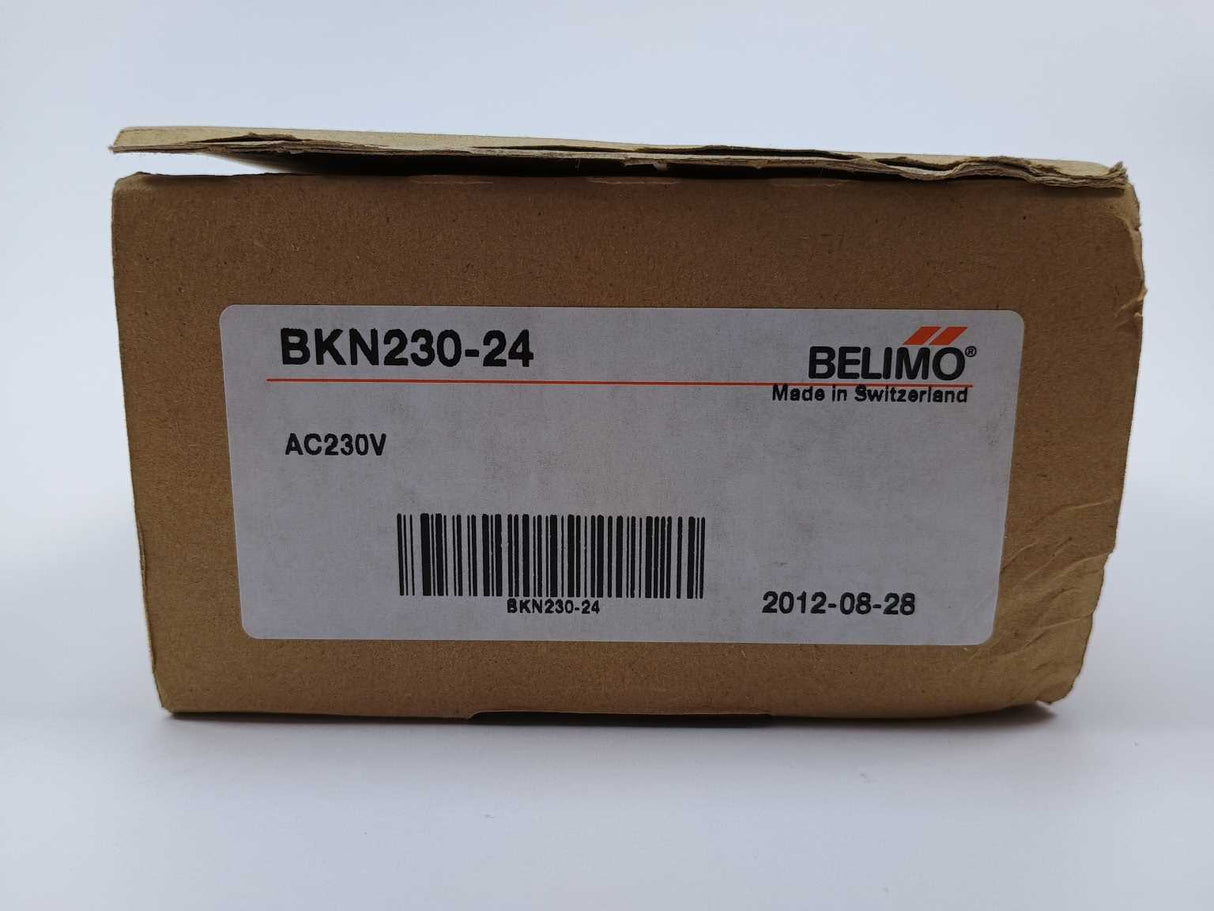 BKN230-24
BELIMO®
Made in Switzerland
AC230V
BKN230-24
2012-08-28